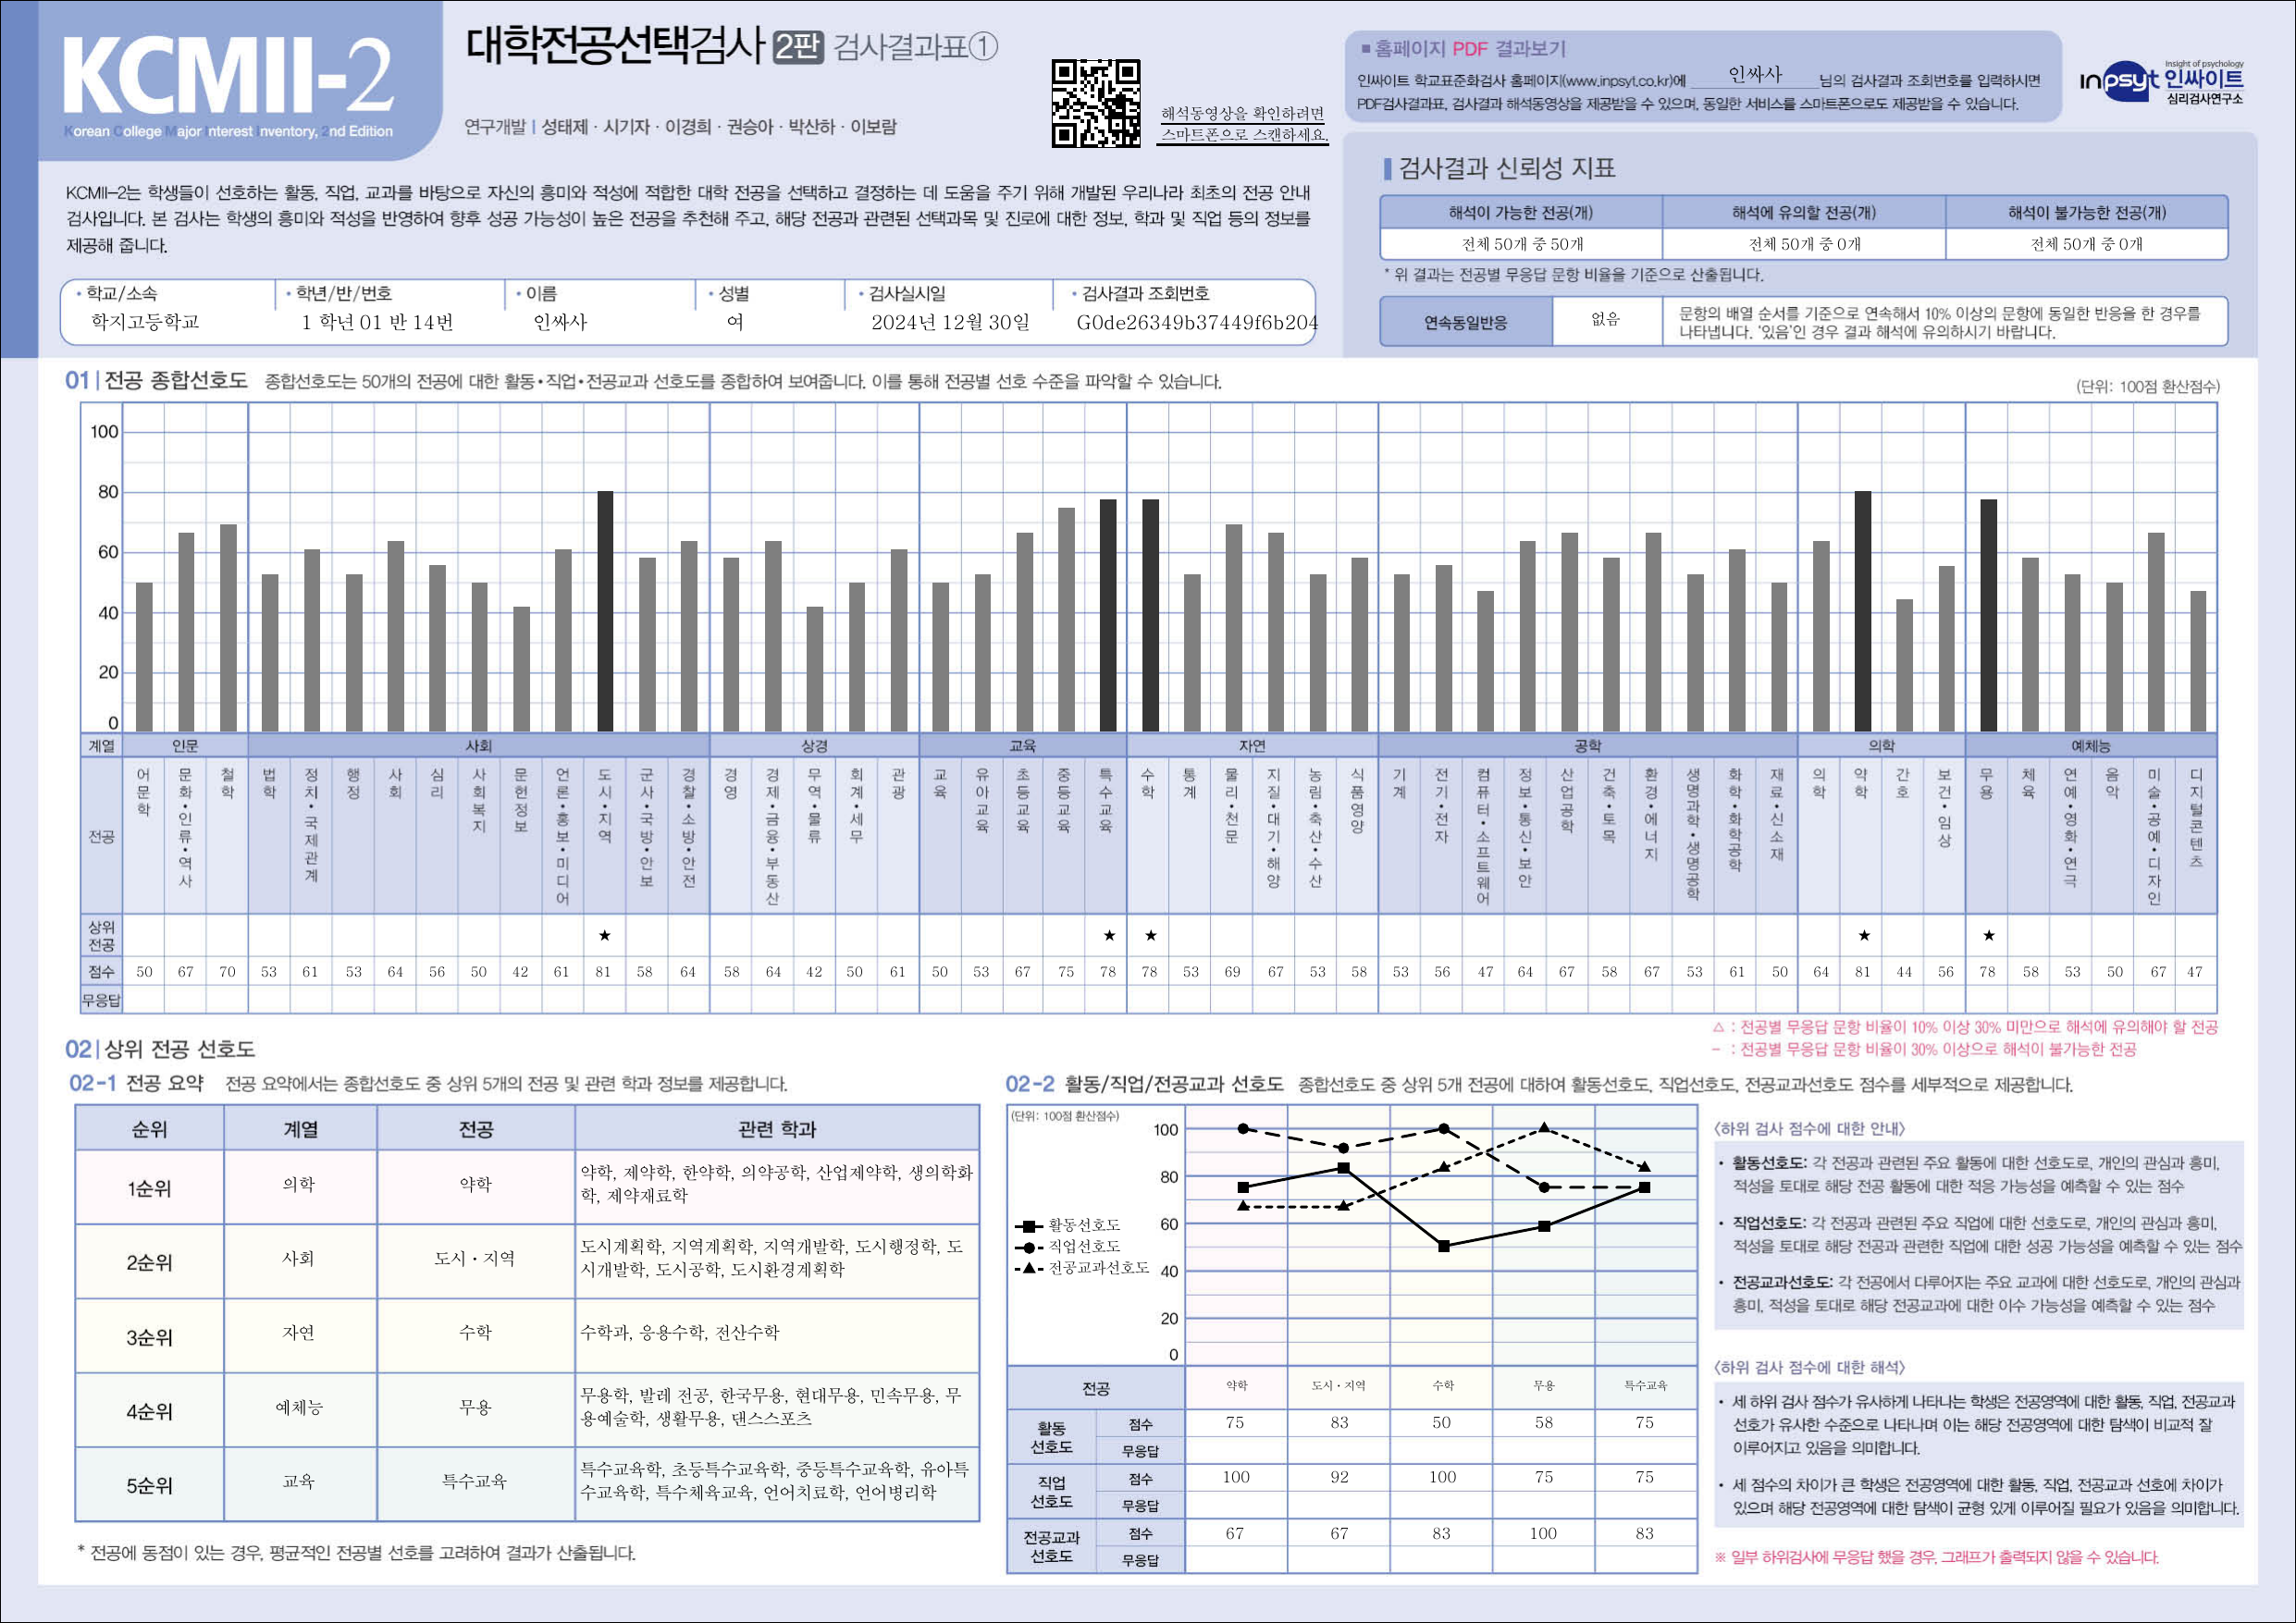 KCMII-2
Korean College Major Interest Inventory, 2nd Edition
대학전공선택검사 2판 검사결과표①
연구개발 | 성태제 · 시기자 · 이경희 · 권승아 · 박산하 · 이보람
해석동영상을 확인하려면
스마트폰으로 스캔하세요.
■ 홈페이지 PDF 결과보기
인싸이트 학교표준화검사 홈페이지(www.inpsyt.co.kr)에 인싸사 님의 검사결과 조회번호를 입력하시면
PDF검사결과표, 검사결과 해석동영상을 제공받을 수 있으며, 동일한 서비스를 스마트폰으로도 제공받을 수 있습니다.
Insight of psychology
inpsyt 인싸이트
심리검사연구소
KCMII-2는 학생들이 선호하는 활동, 직업, 교과를 바탕으로 자신의 흥미와 적성에 적합한 대학 전공을 선택하고 결정하는 데 도움을 주기 위해 개발된 우리나라 최초의 전공 안내
검사입니다. 본 검사는 학생의 흥미와 적성을 반영하여 향후 성공 가능성이 높은 전공을 추천해 주고, 해당 전공과 관련된 선택과목 및 진로에 대한 정보, 학과 및 직업 등의 정보를
제공해 줍니다.
• 학교/소속 • 학년/반/번호 • 이름 • 성별 • 검사실시일 • 검사결과 조회번호
학지고등학교 1 학년 01 반 14번 인싸사 여 2024년 12월 30일 G0de26349b37449f6b204
검사결과 신뢰성 지표
해석이 가능한 전공(개) 해석에 유의할 전공(개) 해석이 불가능한 전공(개)
전체 50개 중 50개 전체 50개 중 0개 전체 50개 중 0개
* 위 결과는 전공별 무응답 문항 비율을 기준으로 산출됩니다.
연속동일반응 없음
문항의 배열 순서를 기준으로 연속해서 10% 이상의 문항에 동일한 반응을 한 경우를
나타냅니다. '있음'인 경우 결과 해석에 유의하시기 바랍니다.
01 | 전공 종합선호도 종합선호도는 50개의 전공에 대한 활동•직업•전공교과 선호도를 종합하여 보여줍니다. 이를 통해 전공별 선호 수준을 파악할 수 있습니다.
(단위: 100점 환산점수)
100
80
60
40
20
0
계열 인문 사회 상경 교육 자연 공학 의학 예체능
전공 어문학 문화•인류•역사 철학 법학 정치•국제관계 행정 사회 심리 사회복지 문헌정보 언론•홍보•미디어 도시•지역 군사•국방•안보 경찰•소방•안전 경영 경제•금융•부동산 무역•물류 회계•세무 관광 교육 유아교육 초등교육 중등교육 특수교육 수학 통계 물리•천문 지질•대기•해양 농림•축산•수산 식품영양 기계 전기•전자 컴퓨터•소프트웨어 정보•통신•보안 산업공학 건축•토목 환경•에너지 생명과학•생명공학 화학•화학공학 재료•신소재 의학 약학 간호 보건•임상 무용 체육 연예•영화•연극 음악 미술•공예•디자인 디지털콘텐츠
상위 전공 ★ ★ ★ ★ ★
점수 50 67 70 53 61 53 64 56 50 42 61 81 58 64 58 64 42 50 61 50 53 67 75 78 78 53 69 67 53 58 53 56 47 64 67 58 67 53 61 50 64 81 44 56 78 58 53 50 67 47
무응답
△ : 전공별 무응답 문항 비율이 10% 이상 30% 미만으로 해석에 유의해야 할 전공
– : 전공별 무응답 문항 비율이 30% 이상으로 해석이 불가능한 전공
02 | 상위 전공 선호도
02-1 전공 요약 전공 요약에서는 종합선호도 중 상위 5개의 전공 및 관련 학과 정보를 제공합니다.
순위 계열 전공 관련 학과
1순위 의학 약학 약학, 제약학, 한약학, 의약공학, 산업제약학, 생의학화
학, 제약재료학
2순위 사회 도시 · 지역 도시계획학, 지역계획학, 지역개발학, 도시행정학, 도
시개발학, 도시공학, 도시환경계획학
3순위 자연 수학 수학과, 응용수학, 전산수학
4순위 예체능 무용 무용학, 발레 전공, 한국무용, 현대무용, 민속무용, 무
용예술학, 생활무용, 댄스스포츠
5순위 교육 특수교육 특수교육학, 초등특수교육학, 중등특수교육학, 유아특
수교육학, 특수체육교육, 언어치료학, 언어병리학
* 전공에 동점이 있는 경우, 평균적인 전공별 선호를 고려하여 결과가 산출됩니다.
02-2 활동/직업/전공교과 선호도 종합선호도 중 상위 5개 전공에 대하여 활동선호도, 직업선호도, 전공교과선호도 점수를 세부적으로 제공합니다.
(단위: 100점 환산점수)
100
80
60
40
20
0
활동선호도
직업선호도
전공교과선호도
전공 약학 도시 · 지역 수학 무용 특수교육
활동 선호도 점수 75 83 50 58 75
무응답
직업 선호도 점수 100 92 100 75 75
무응답
전공교과 선호도 점수 67 67 83 100 83
무응답
〈하위 검사 점수에 대한 안내〉
• 활동선호도: 각 전공과 관련된 주요 활동에 대한 선호도로, 개인의 관심과 흥미,
적성을 토대로 해당 전공 활동에 대한 적응 가능성을 예측할 수 있는 점수
• 직업선호도: 각 전공과 관련된 주요 직업에 대한 선호도로, 개인의 관심과 흥미,
적성을 토대로 해당 전공과 관련한 직업에 대한 성공 가능성을 예측할 수 있는 점수
• 전공교과선호도: 각 전공에서 다루어지는 주요 교과에 대한 선호도로, 개인의 관심과
흥미, 적성을 토대로 해당 전공교과에 대한 이수 가능성을 예측할 수 있는 점수
〈하위 검사 점수에 대한 해석〉
• 세 하위 검사 점수가 유사하게 나타나는 학생은 전공영역에 대한 활동, 직업, 전공교과
선호가 유사한 수준으로 나타나며 이는 해당 전공영역에 대한 탐색이 비교적 잘
이루어지고 있음을 의미합니다.
• 세 점수의 차이가 큰 학생은 전공영역에 대한 활동, 직업, 전공교과 선호에 차이가
있으며 해당 전공영역에 대한 탐색이 균형 있게 이루어질 필요가 있음을 의미합니다.
※ 일부 하위검사에 무응답 했을 경우, 그래프가 출력되지 않을 수 있습니다.